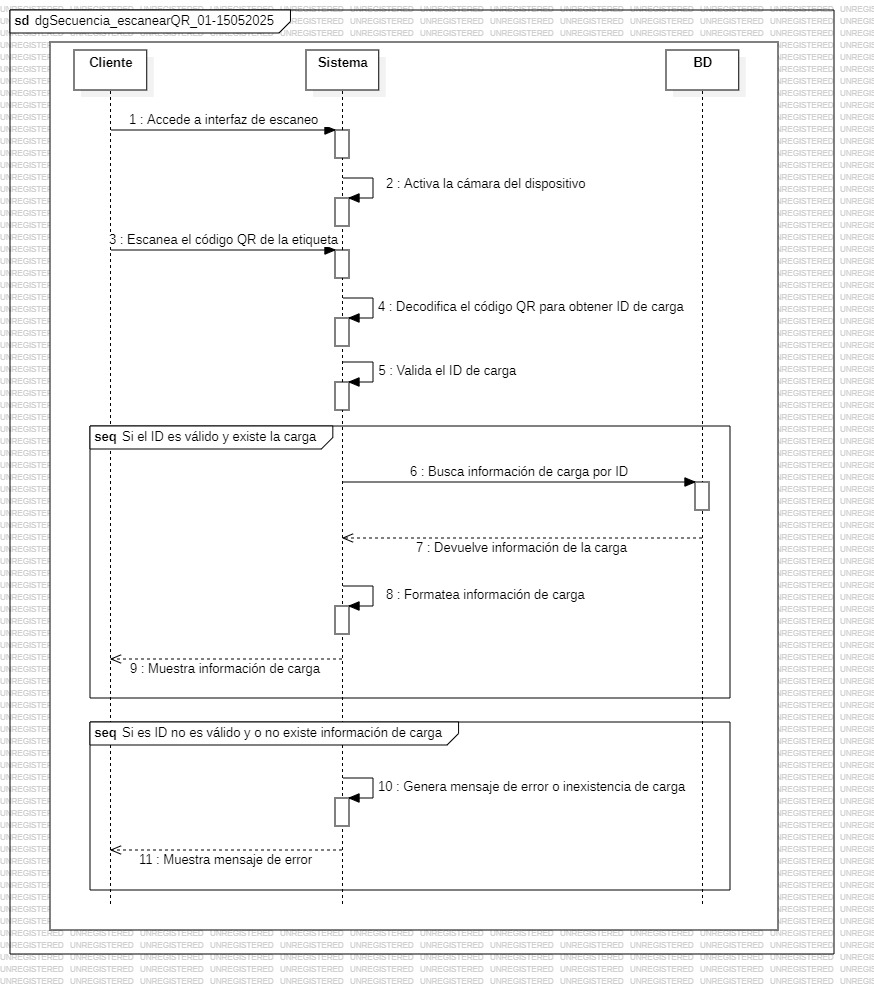 sd dgSecuencia_escanearQR_01-15052025
Cliente
Sistema
BD
1 : Accede a interfaz de escaneo
2 : Activa la cámara del dispositivo
3 : Escanea el código QR de la etiqueta
4 : Decodifica el código QR para obtener ID de carga
5 : Valida el ID de carga
seq Si el ID es válido y existe la carga
6 : Busca información de carga por ID
7 : Devuelve información de la carga
8 : Formatea información de carga
9 : Muestra información de carga
seq Si es ID no es válido y o no existe información de carga
10 : Genera mensaje de error o inexistencia de carga
11 : Muestra mensaje de error
UNREGISTERED